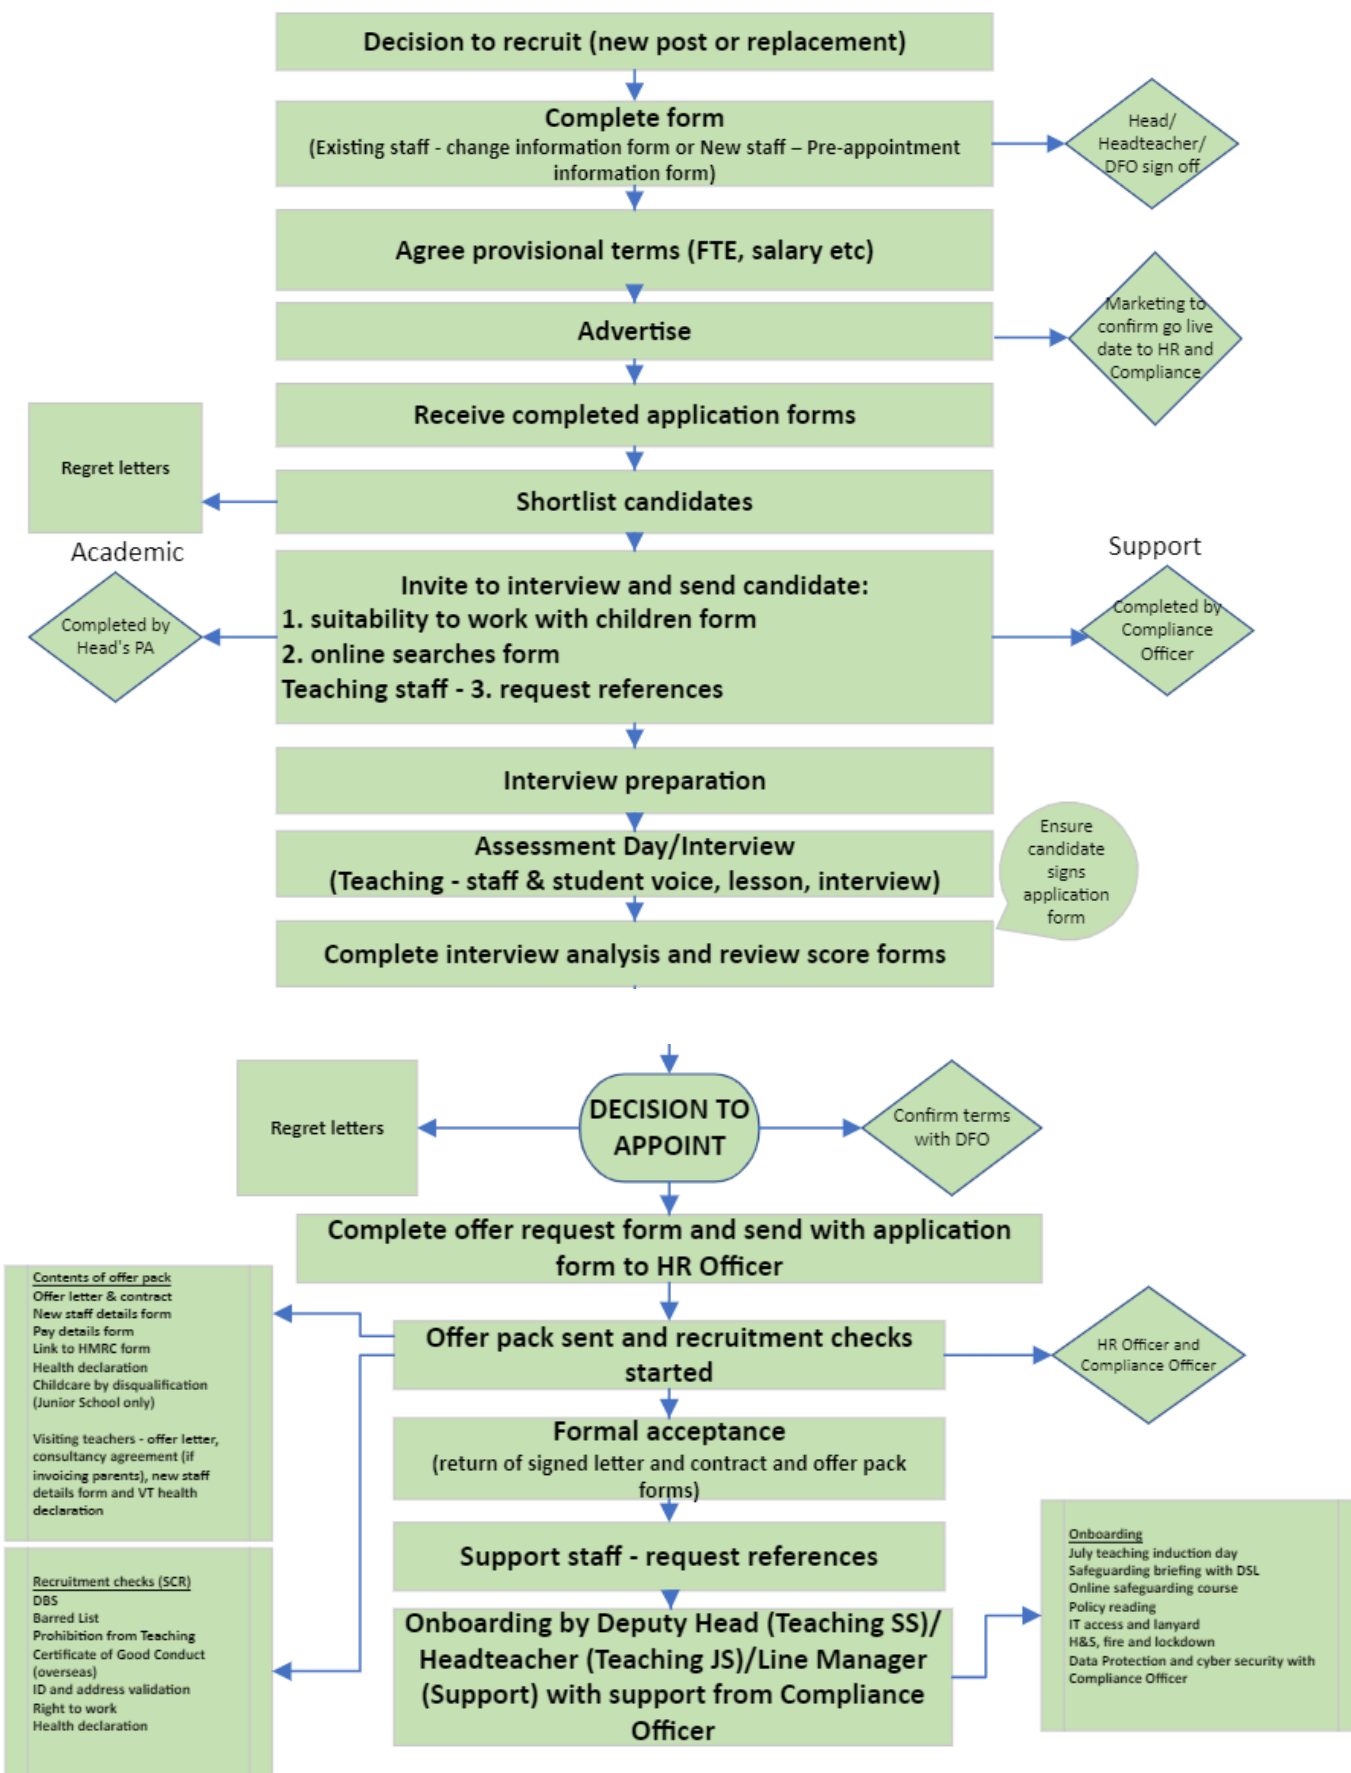 Decision to recruit (new post or replacement)
Complete form
(Existing staff - change information form or New staff – Pre-appointment
information form)
Head/
Headteacher/
DFO sign off
Agree provisional terms (FTE, salary etc)
Advertise
Marketing to
confirm go live
date to HR and
Compliance
Receive completed application forms
Regret letters
Shortlist candidates
Academic
Support
Invite to interview and send candidate:
1. suitability to work with children form
2. online searches form
Teaching staff - 3. request references
Completed by
Head's PA
Completed by
Compliance
Officer
Interview preparation
Assessment Day/Interview
(Teaching - staff & student voice, lesson, interview)
Ensure
candidate
signs
application
form
Complete interview analysis and review score forms
Regret letters
DECISION TO
APPOINT
Confirm terms
with DFO
Complete offer request form and send with application
form to HR Officer
Contents of offer pack
Offer letter & contract
New staff details form
Pay details form
Link to HMRC form
Health declaration
Childcare by disqualification
(Junior School only)
Visiting teachers - offer letter,
consultancy agreement (if
invoicing parents), new staff
details form and VT health
declaration
Offer pack sent and recruitment checks
started
HR Officer and
Compliance Officer
Formal acceptance
(return of signed letter and contract and offer pack
forms)
Support staff - request references
Recruitment checks (SCR)
DBS
Barred List
Prohibition from Teaching
Certificate of Good Conduct
(overseas)
ID and address validation
Right to work
Health declaration
Onboarding by Deputy Head (Teaching SS)/
Headteacher (Teaching JS)/Line Manager
(Support) with support from Compliance
Officer
Onboarding
July teaching induction day
Safeguarding briefing with DSL
Online safeguarding course
Policy reading
IT access and lanyard
H&S, fire and lockdown
Data Protection and cyber security with
Compliance Officer